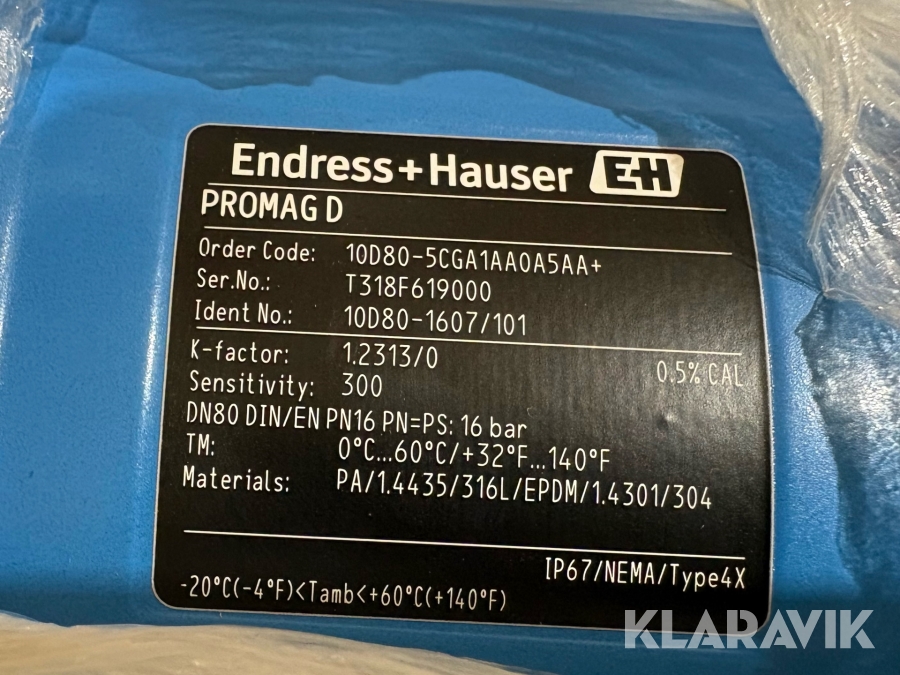 Endress+Hauser EH
PROMAG D
Order Code: 10D80-5CGA1AA0A5AA+
Ser.No.: T318F619000
Ident No.: 10D80-1607/101
K-factor: 1.2313/0 0.5% CAL
Sensitivity: 300
DN80 DIN/EN PN16 PN=PS: 16 bar
TM: 0°C...60°C/+32°F...140°F
Materials: PA/1.4435/316L/EPDM/1.4301/304
IP67/NEMA/Type4X
-20°C(-4°F)<Tamb<+60°C(+140°F)
KLARAVIK